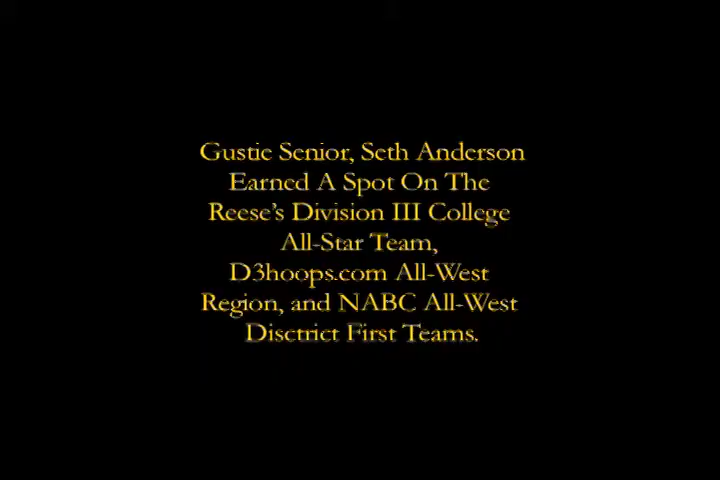 Gustie Senior, Seth Anderson
Earned A Spot On The
Reese's Division III College
All-Star Team,
D3hoops.com All-West
Region, and NABC All-West
Disctrict First Teams.